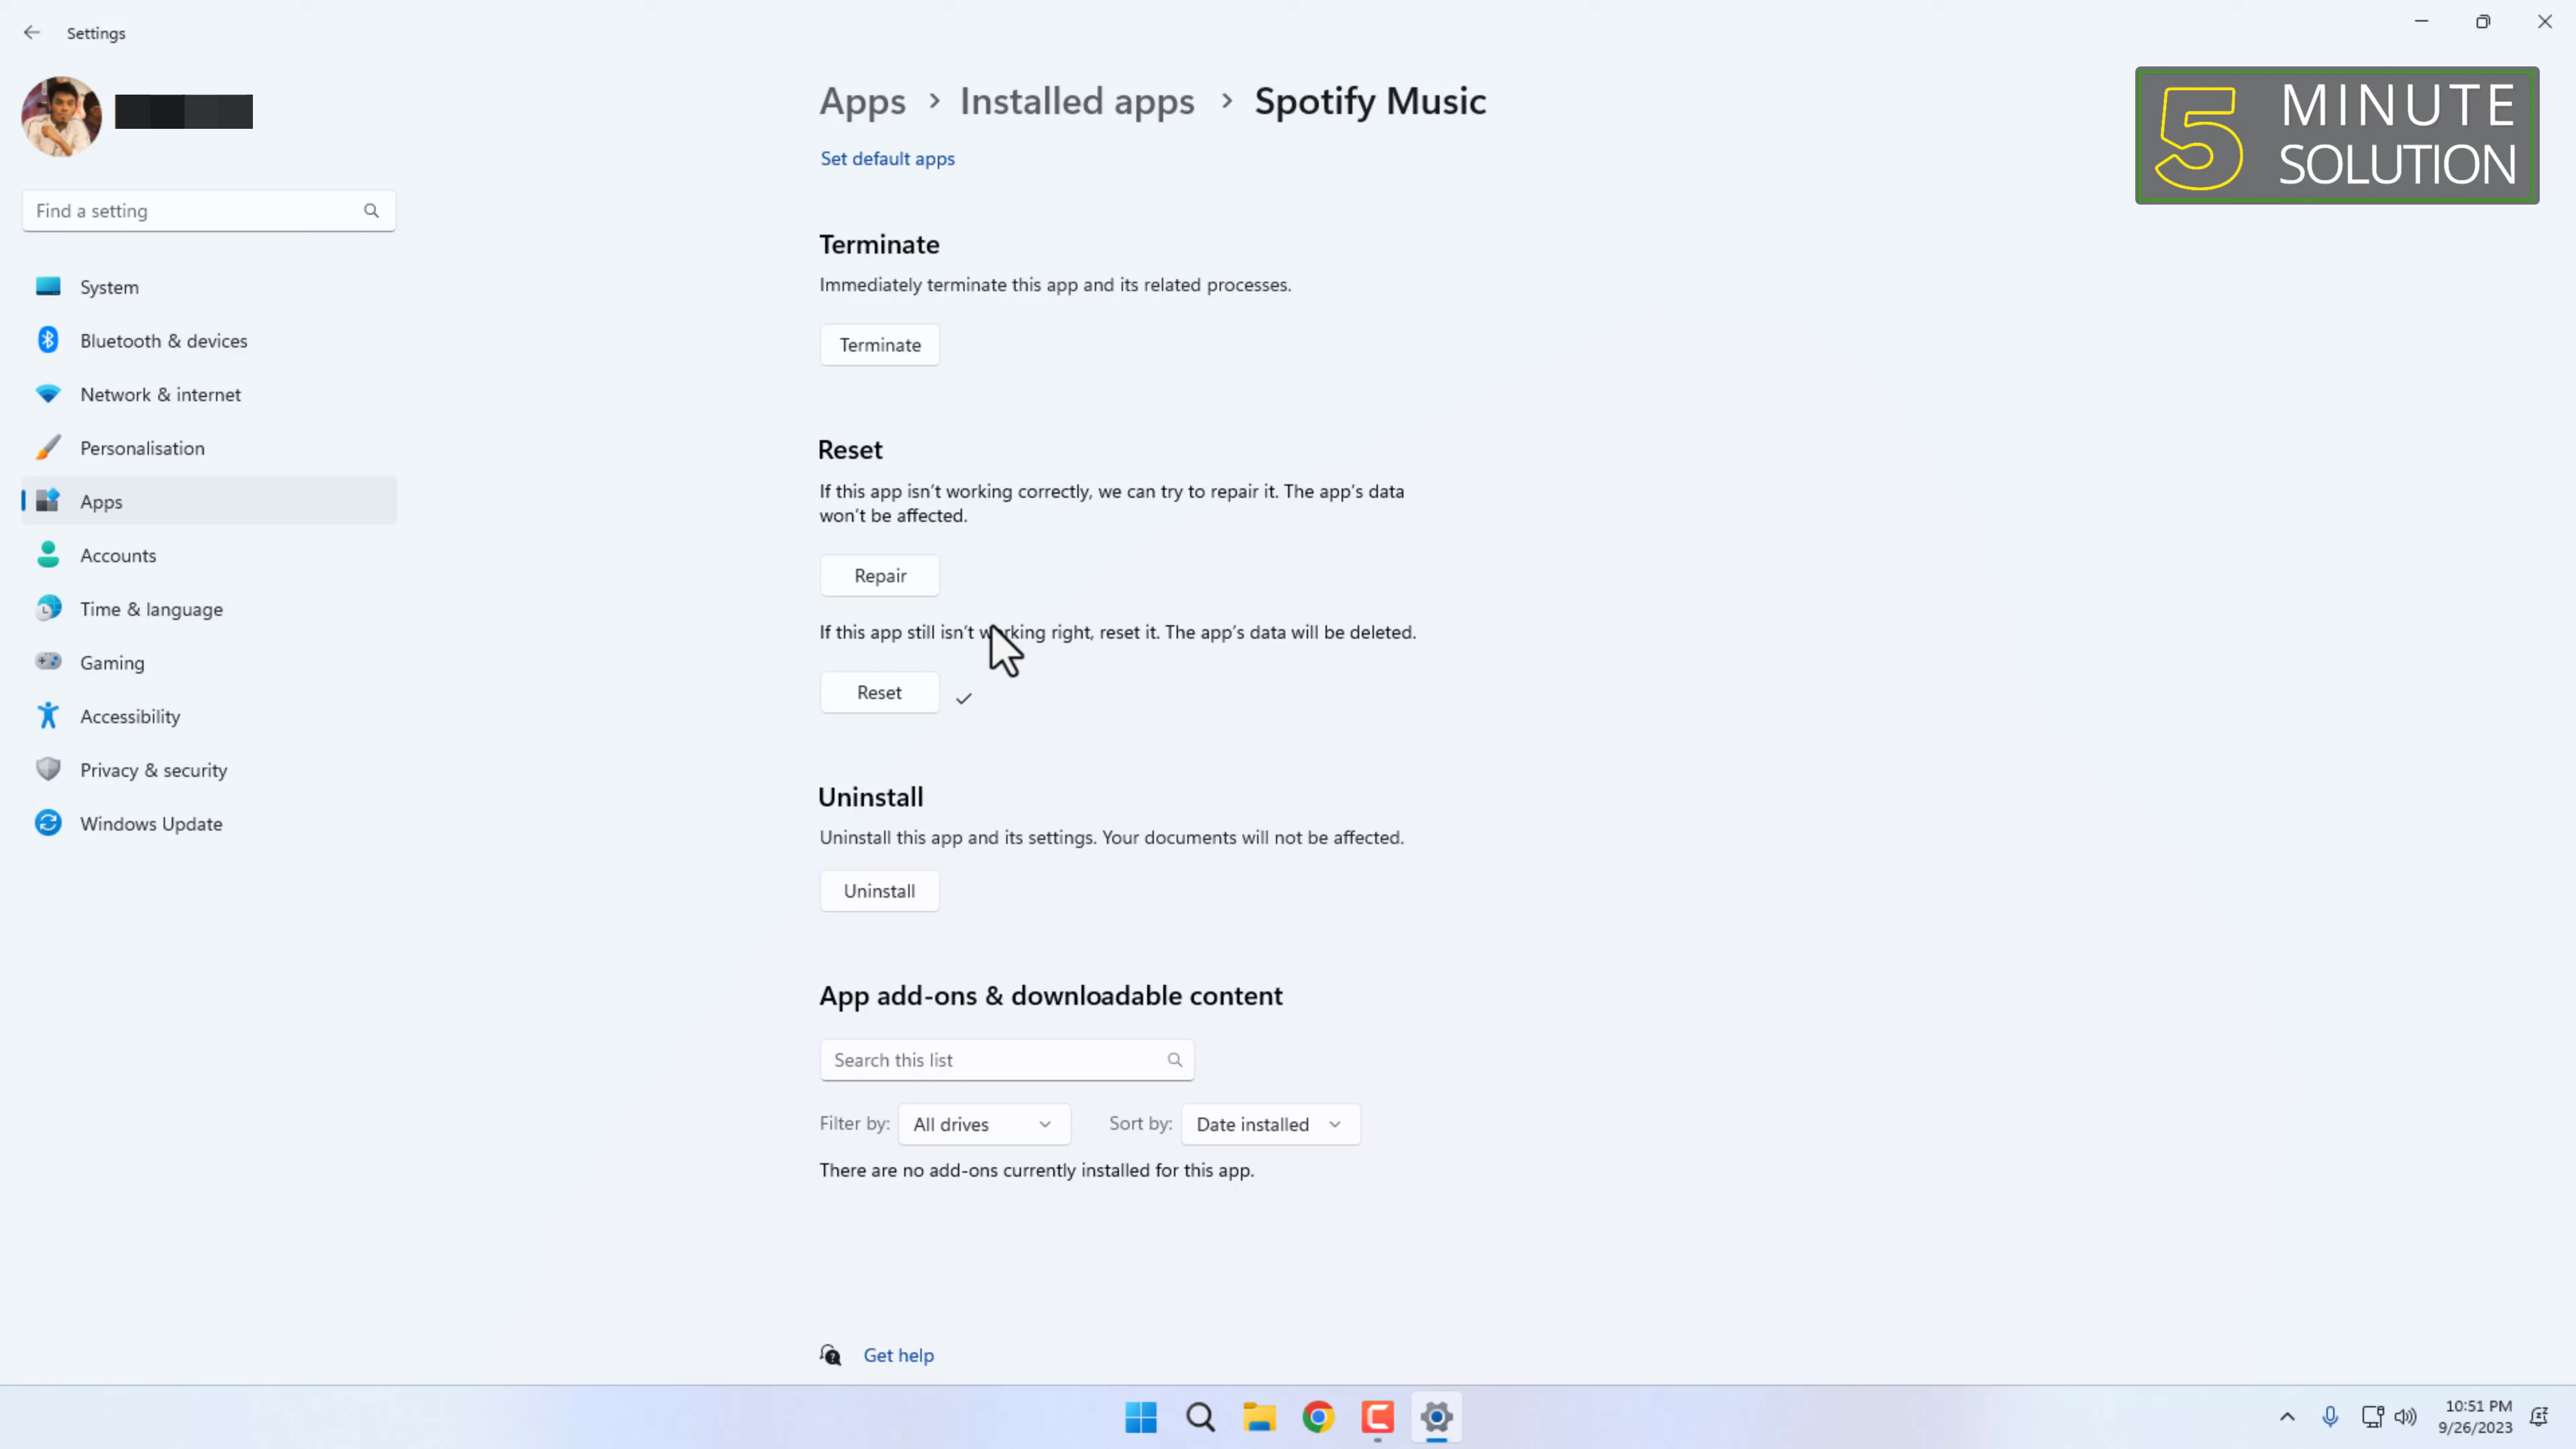 Settings
Find a setting
System
Bluetooth & devices
Network & internet
Personalisation
Apps
Accounts
Time & language
Gaming
Accessibility
Privacy & security
Windows Update
Apps > Installed apps > Spotify Music
Set default apps
Terminate
Immediately terminate this app and its related processes.
Terminate
Reset
If this app isn't working correctly, we can try to repair it. The app's data
won't be affected.
Repair
If this app still isn't working right, reset it. The app's data will be deleted.
Reset
Uninstall
Uninstall this app and its settings. Your documents will not be affected.
Uninstall
App add-ons & downloadable content
Search this list
Filter by: All drives Sort by: Date installed
There are no add-ons currently installed for this app.
Get help
5 MINUTE
SOLUTION
10:51 PM
9/26/2023